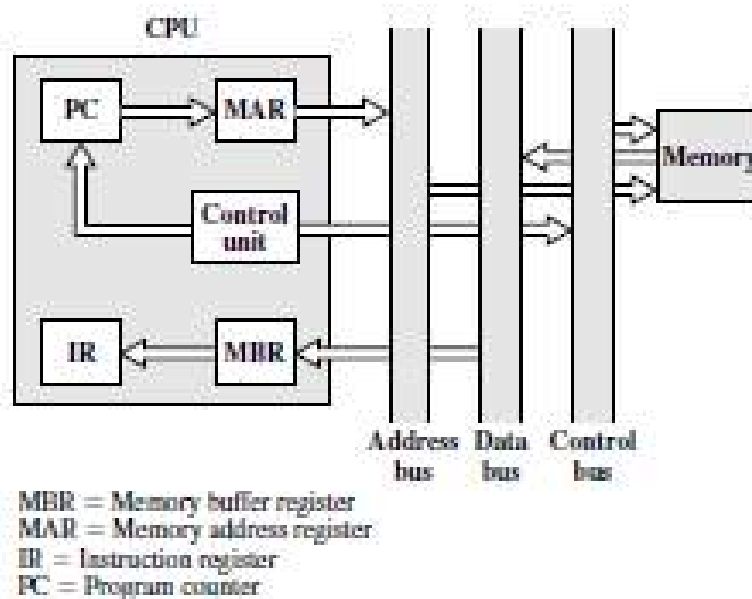 CPU
PC
MAR
Memory
Control
unit
IR
MBR
Address
bus
Data
bus
Control
bus
MBR = Memory buffer register
MAR = Memory address register
IR = Instruction register
PC = Program counter